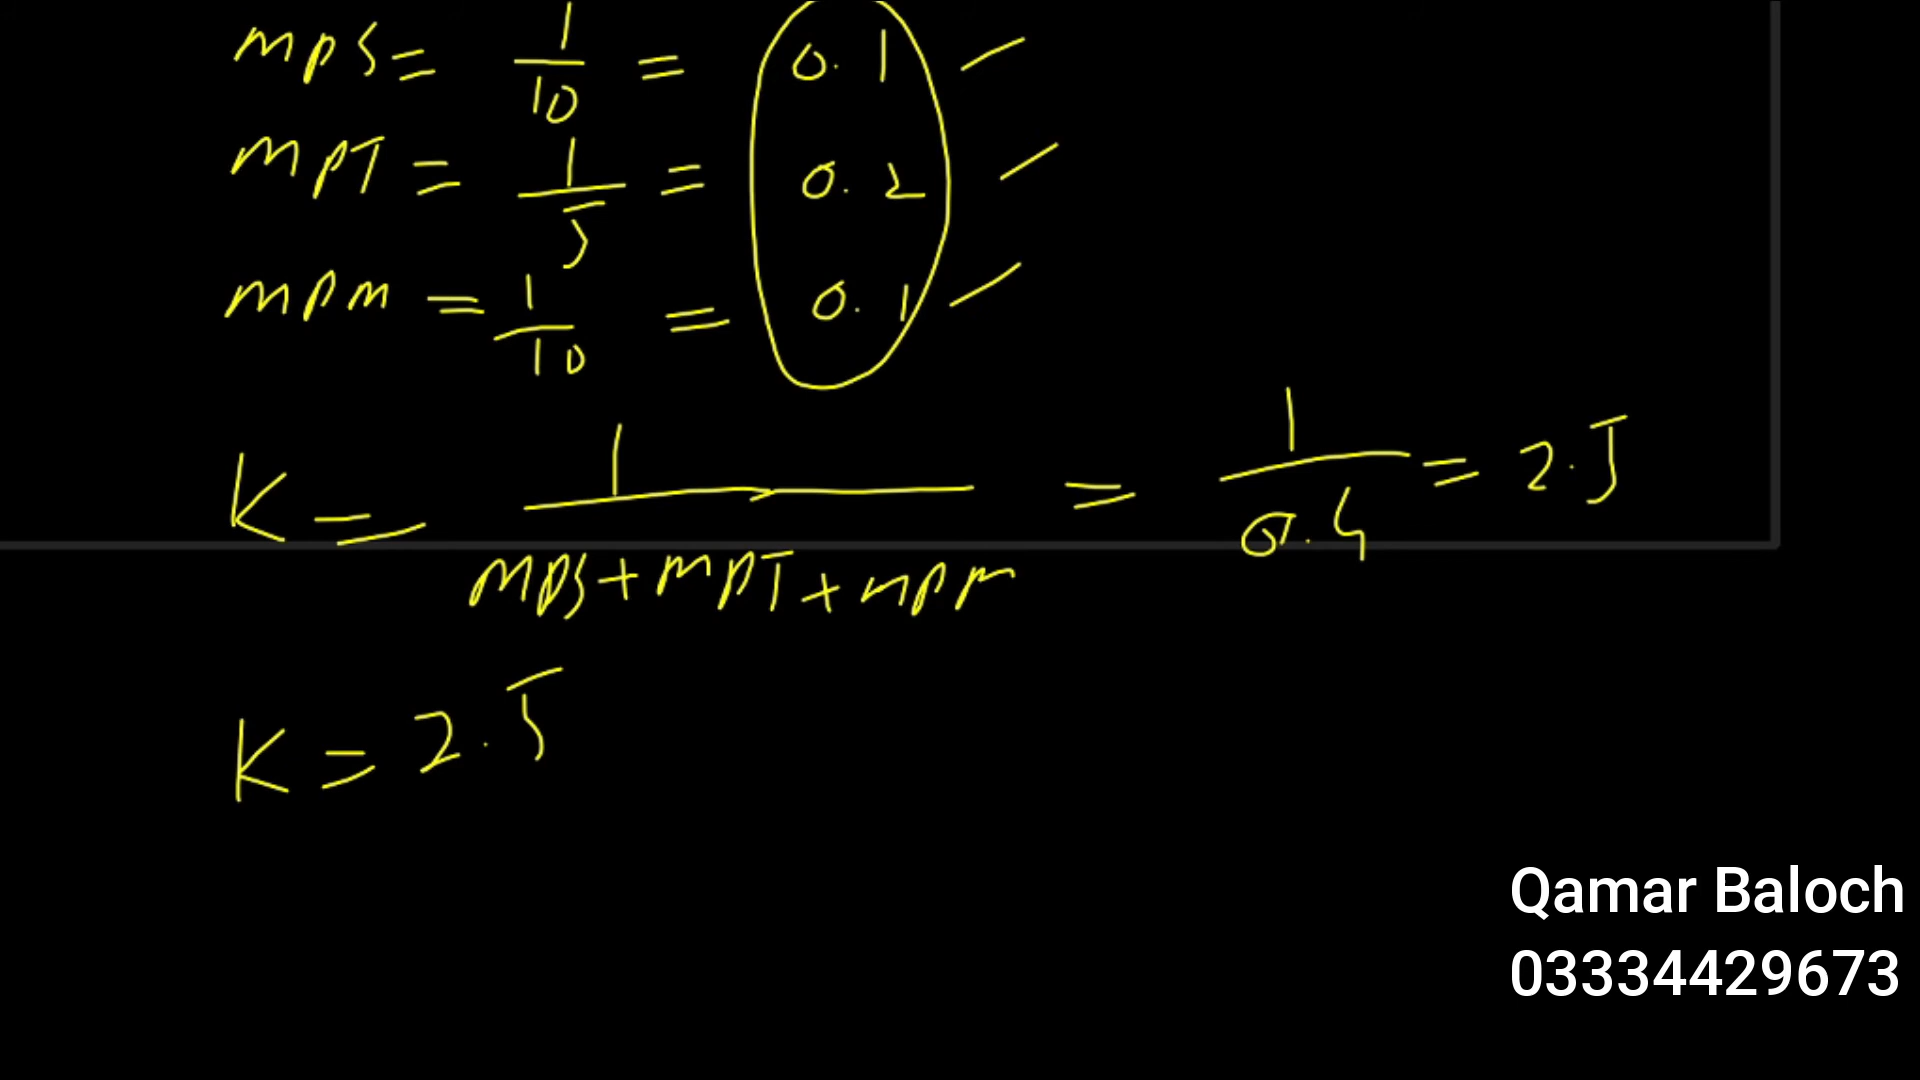 MPS = 1/10 = 0.1
MPT = 1/5 = 0.2
MPM = 1/10 = 0.1
K = 1/(MPS + MPT + MPM) = 1/0.4 = 2.5
K = 2.5
Qamar Baloch
03334429673